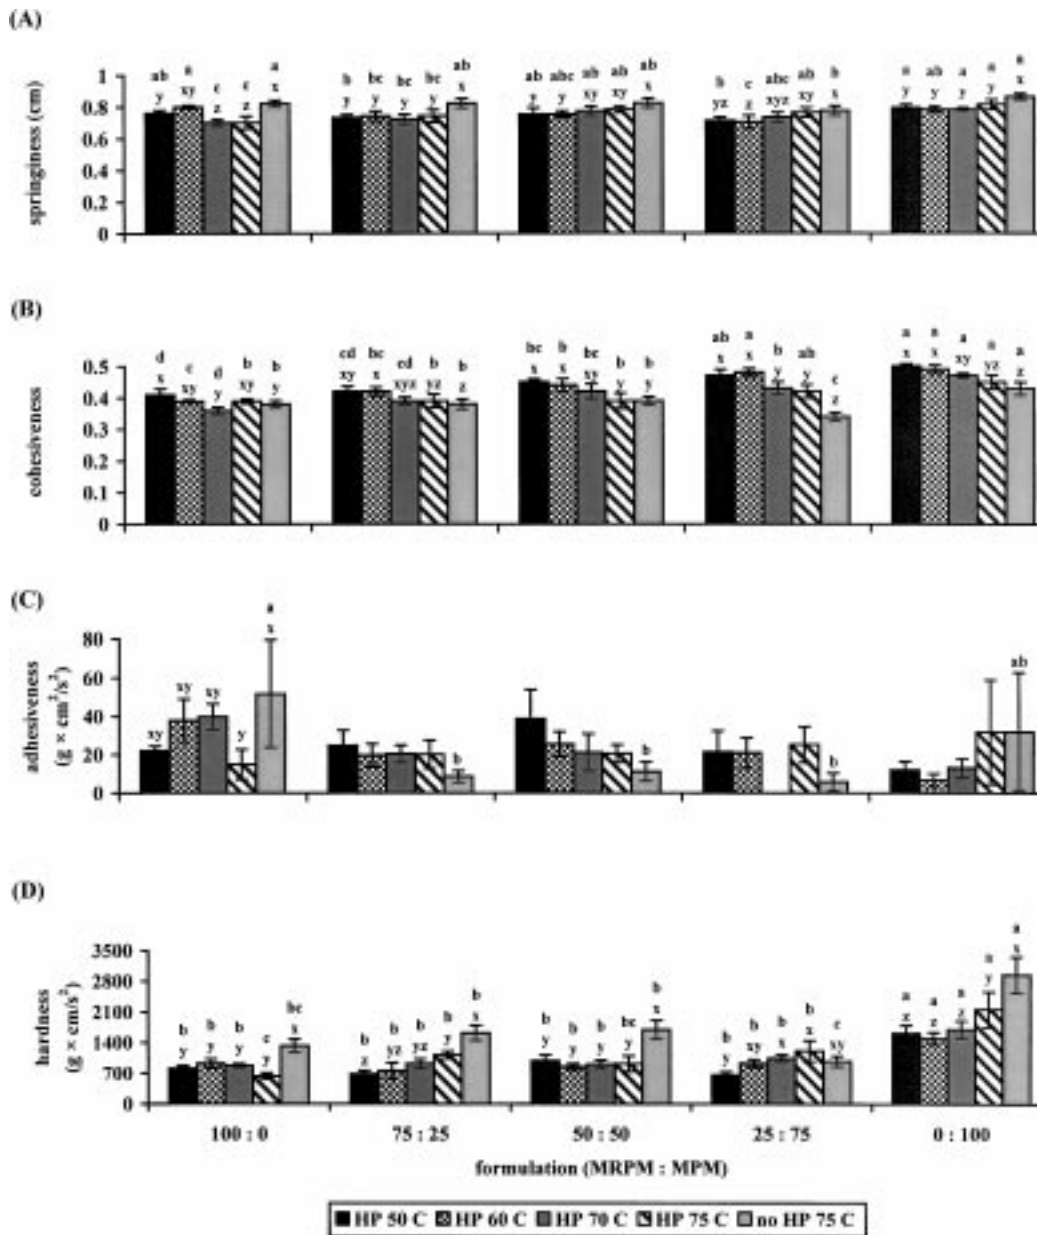 (A)
springiness (cm)
1
0.8
0.6
0.4
0.2
0
ab a c c a b bc bc bc ab ab abc ab ab ab b c abc ab b a ab a a a
y xy z z x y y y y x y y xy xy x yz z xyz xy x y y y y x
(B)
cohesiveness
0.5
0.4
0.3
0.2
0.1
0
d c d b b cd bc cd b b bc b bc b b ab a b ab c a a a a a
x xy y xy y xy x xyz yz z x x xy y y x x y y z x x xy yz z
(C)
adhesiveness
(g × cm²/s²)
80
60
40
20
0
a
x
xy xy xy y b b b ab
(D)
hardness
(g × cm/s²)
3500
2800
2100
1400
700
0
b b b c bc b b b b b b b b bc b b b b b c a a a a a
y y y y x z yz yz y x y y y y x y xy x x xy z z z y x
100 : 0 75 : 25 50 : 50 25 : 75 0 : 100
formulation (MRPM : MPM)
HP 50 C HP 60 C HP 70 C HP 75 C no HP 75 C